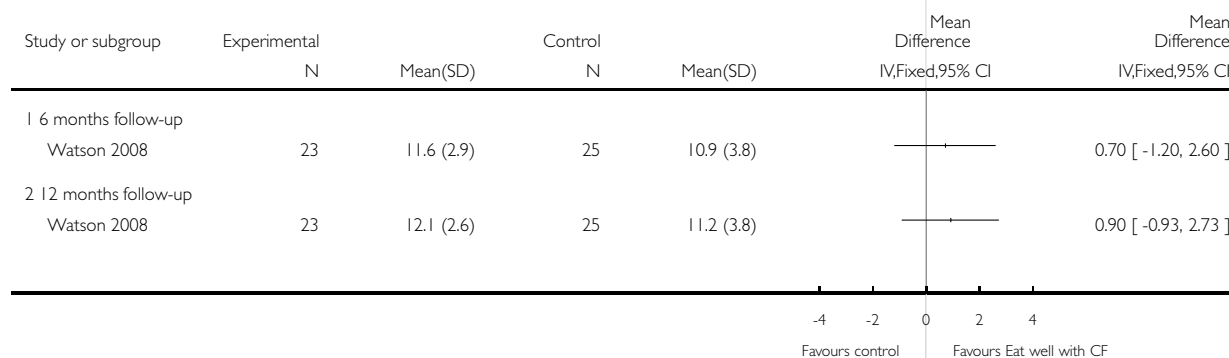 Study or subgroup Experimental Control Mean Difference Mean Difference
N Mean(SD) N Mean(SD) IV,Fixed,95% CI IV,Fixed,95% CI
1 6 months follow-up
Watson 2008 23 11.6 (2.9) 25 10.9 (3.8) 0.70 [ -1.20, 2.60 ]
2 12 months follow-up
Watson 2008 23 12.1 (2.6) 25 11.2 (3.8) 0.90 [ -0.93, 2.73 ]
-4 -2 0 2 4
Favours control Favours Eat well with CF